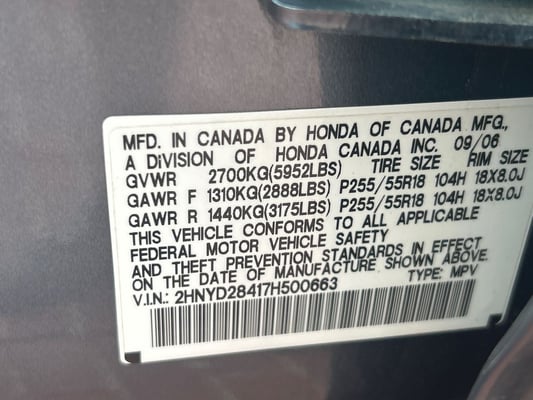 MFD. IN CANADA BY HONDA OF CANADA MFG.,
A DIVISION OF HONDA CANADA INC. 09/06
GVWR 2700KG(5952LBS) TIRE SIZE RIM SIZE
GAWR F 1310KG(2888LBS) P255/55R18 104H 18X8.0J
GAWR R 1440KG(3175LBS) P255/55R18 104H 18X8.0J
THIS VEHICLE CONFORMS TO ALL APPLICABLE
FEDERAL MOTOR VEHICLE SAFETY
AND THEFT PREVENTION STANDARDS IN EFFECT
ON THE DATE OF MANUFACTURE SHOWN ABOVE.
V.I.N.: 2HNYD28417H500663 TYPE: MPV